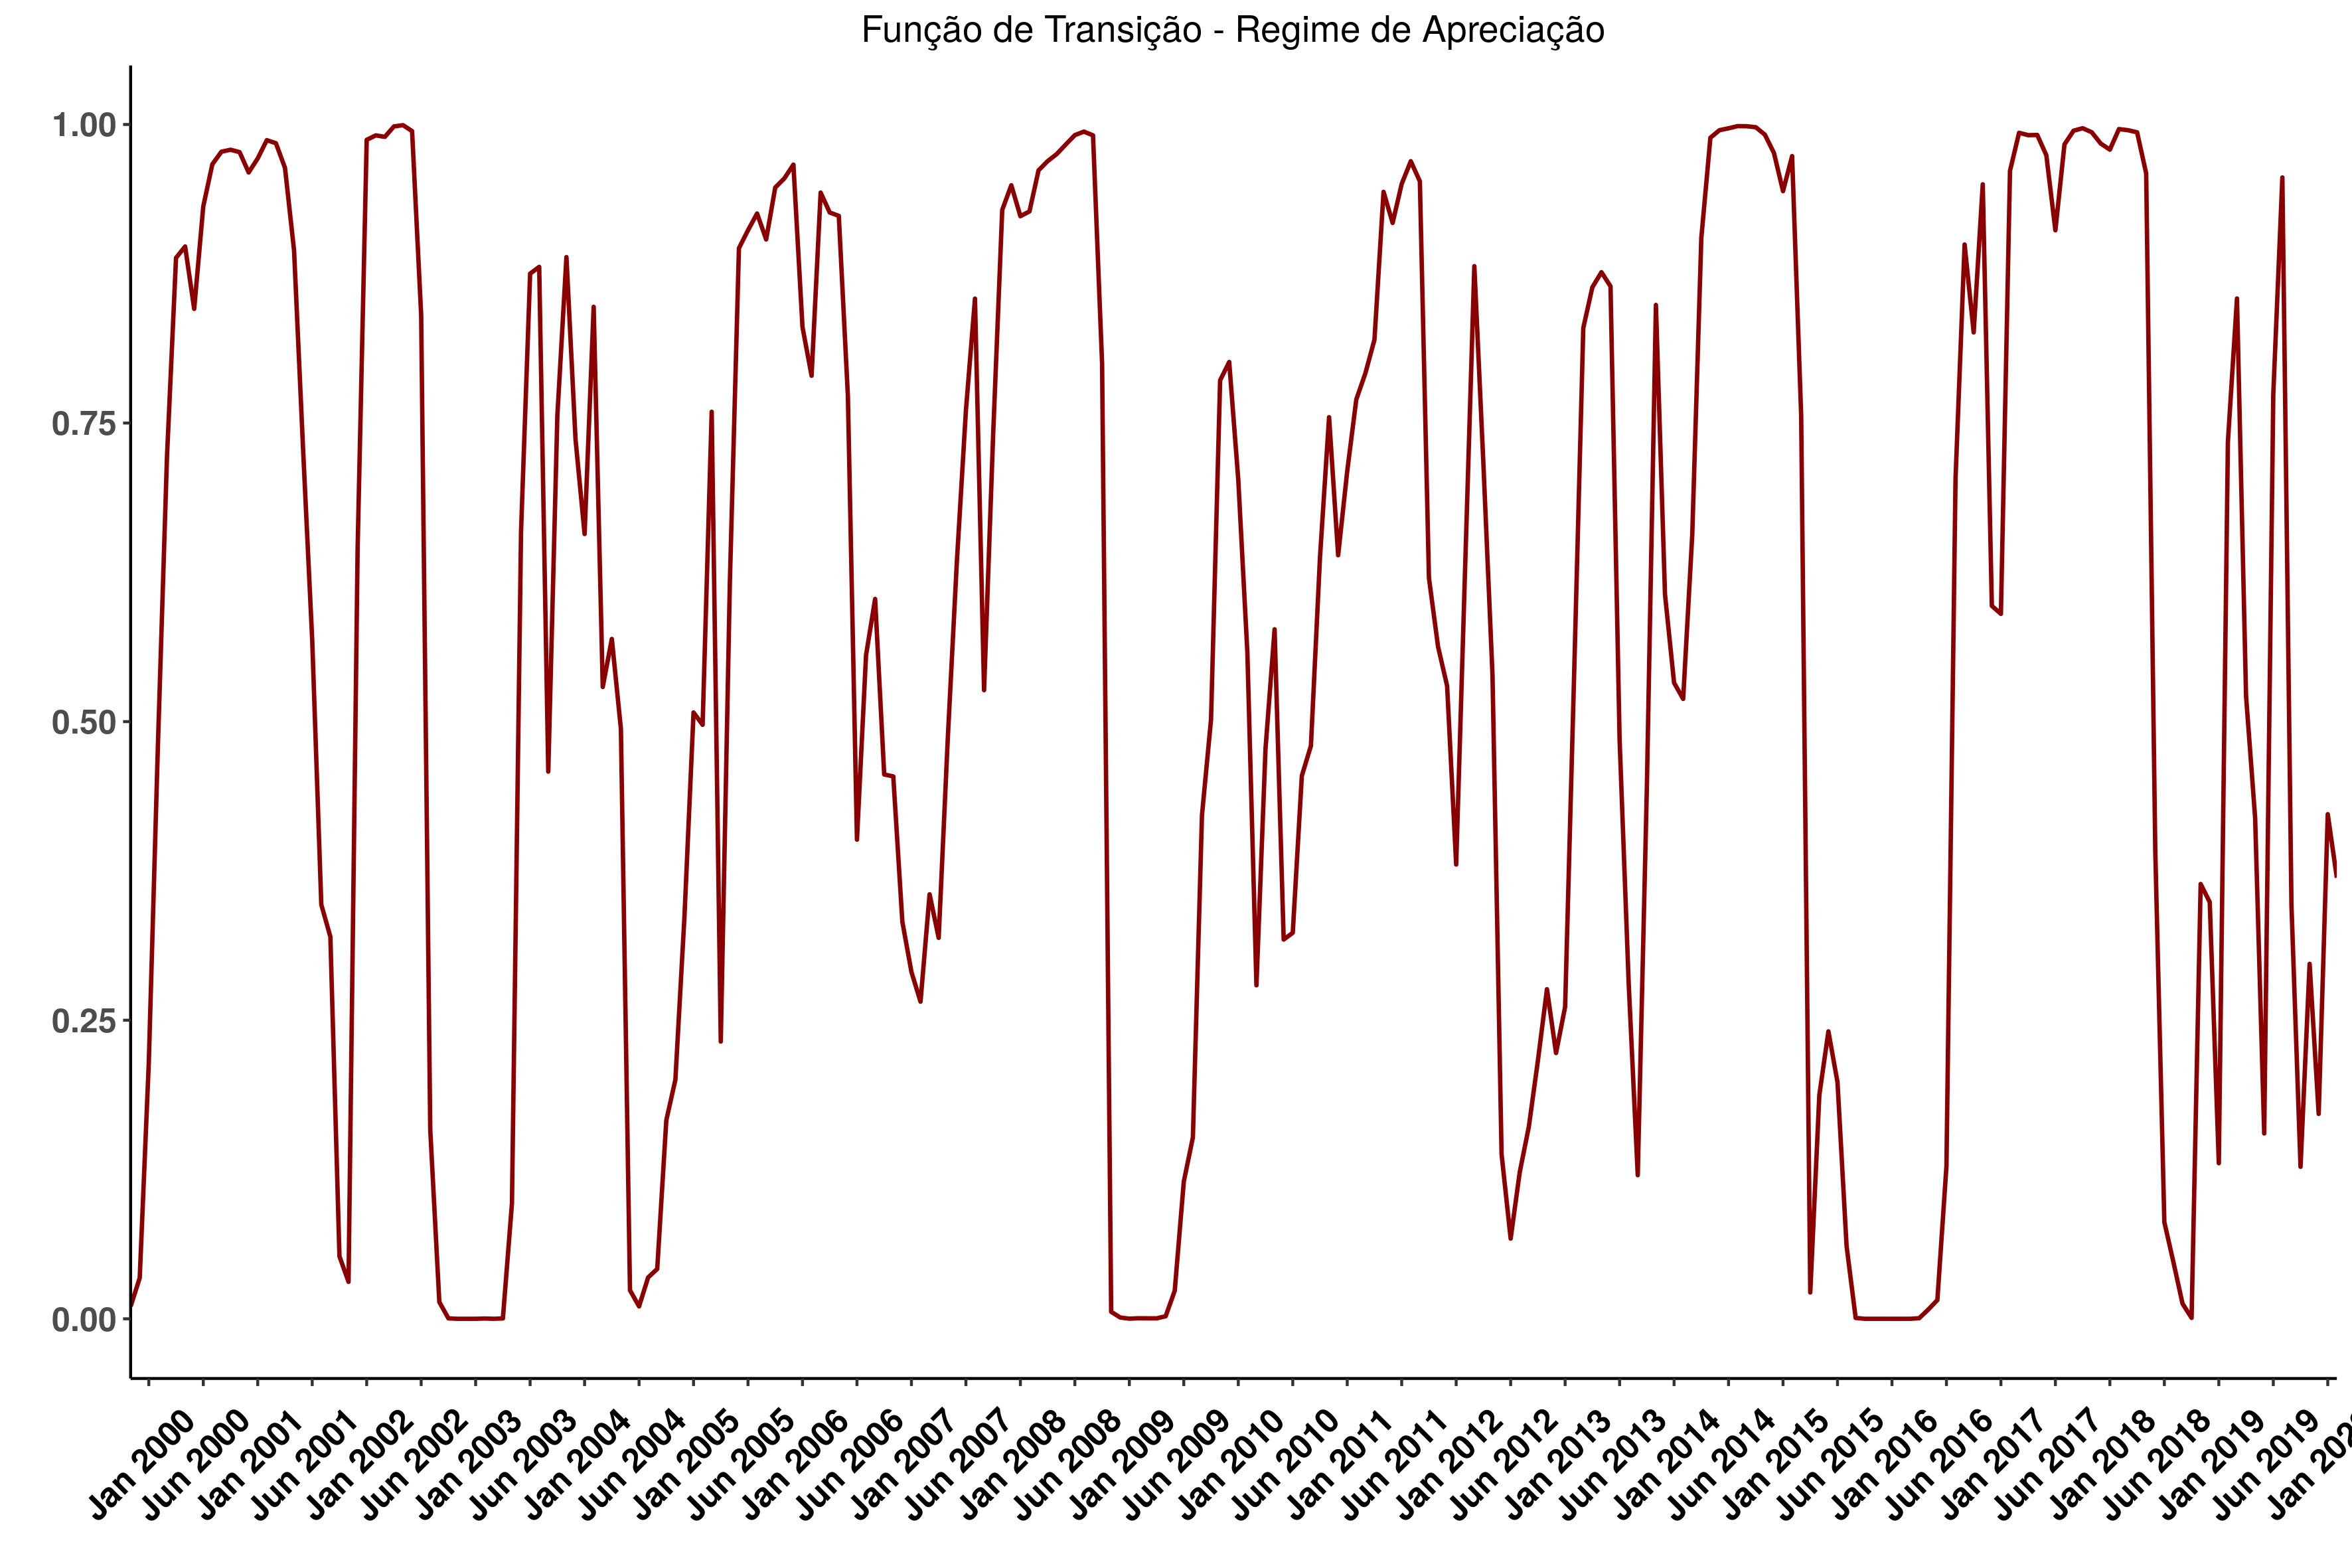 Função de Transição - Regime de Apreciação
1.00
0.75
0.50
0.25
0.00
Jan 2000
Jun 2000
Jan 2001
Jun 2001
Jan 2002
Jun 2002
Jan 2003
Jun 2003
Jan 2004
Jun 2004
Jan 2005
Jun 2005
Jan 2006
Jun 2006
Jan 2007
Jun 2007
Jan 2008
Jun 2008
Jan 2009
Jun 2009
Jan 2010
Jun 2010
Jan 2011
Jun 2011
Jan 2012
Jun 2012
Jan 2013
Jun 2013
Jan 2014
Jun 2014
Jan 2015
Jun 2015
Jan 2016
Jun 2016
Jan 2017
Jun 2017
Jan 2018
Jun 2018
Jan 2019
Jun 2019
Jan